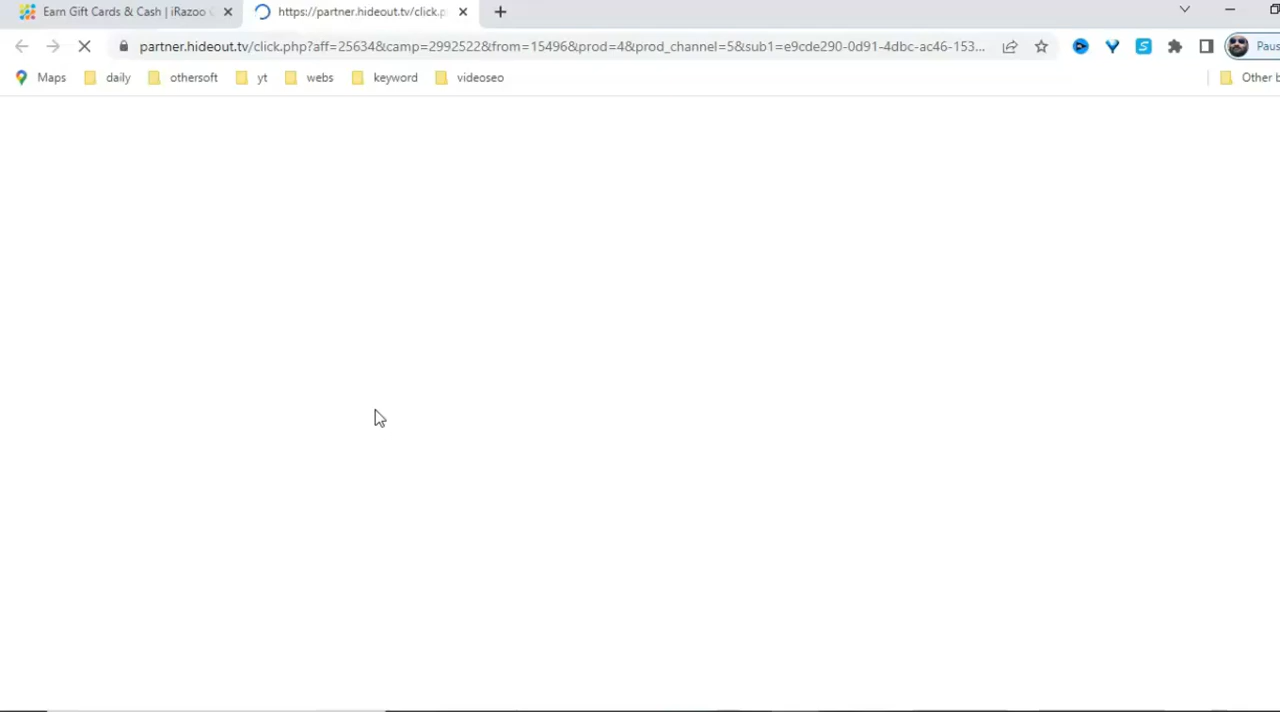 Earn Gift Cards & Cash | iRazoo
https://partner.hideout.tv/click.p
partner.hideout.tv/click.php?aff=25634&camp=2992522&from=15496&prod=4&prod_channel=5&sub1=e9cde290-0d91-4dbc-ac46-153...
Paus
Maps
daily
othersoft
yt
webs
keyword
videoseo
Other b